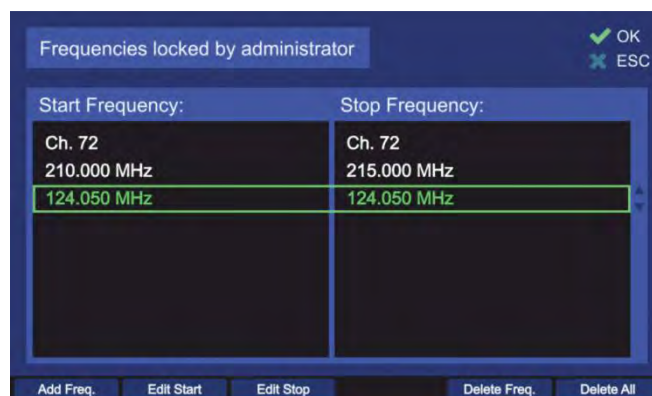 Frequencies locked by administrator
OK
ESC
Start Frequency: Stop Frequency:
Ch. 72 Ch. 72
210.000 MHz 215.000 MHz
124.050 MHz 124.050 MHz
Add Freq. Edit Start Edit Stop Delete Freq. Delete All